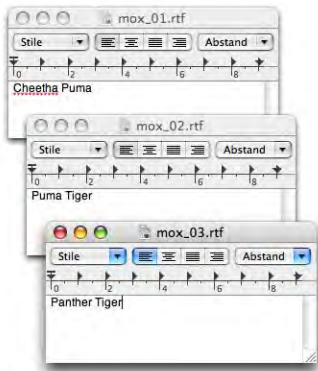 mox_01.rtf
Stile Abstand
0 2 4 6 8
Cheetha Puma
mox_02.rtf
Stile Abstand
0 2 4 6 8
Puma Tiger
mox_03.rtf
Stile Abstand
0 2 4 6 8
Panther Tiger